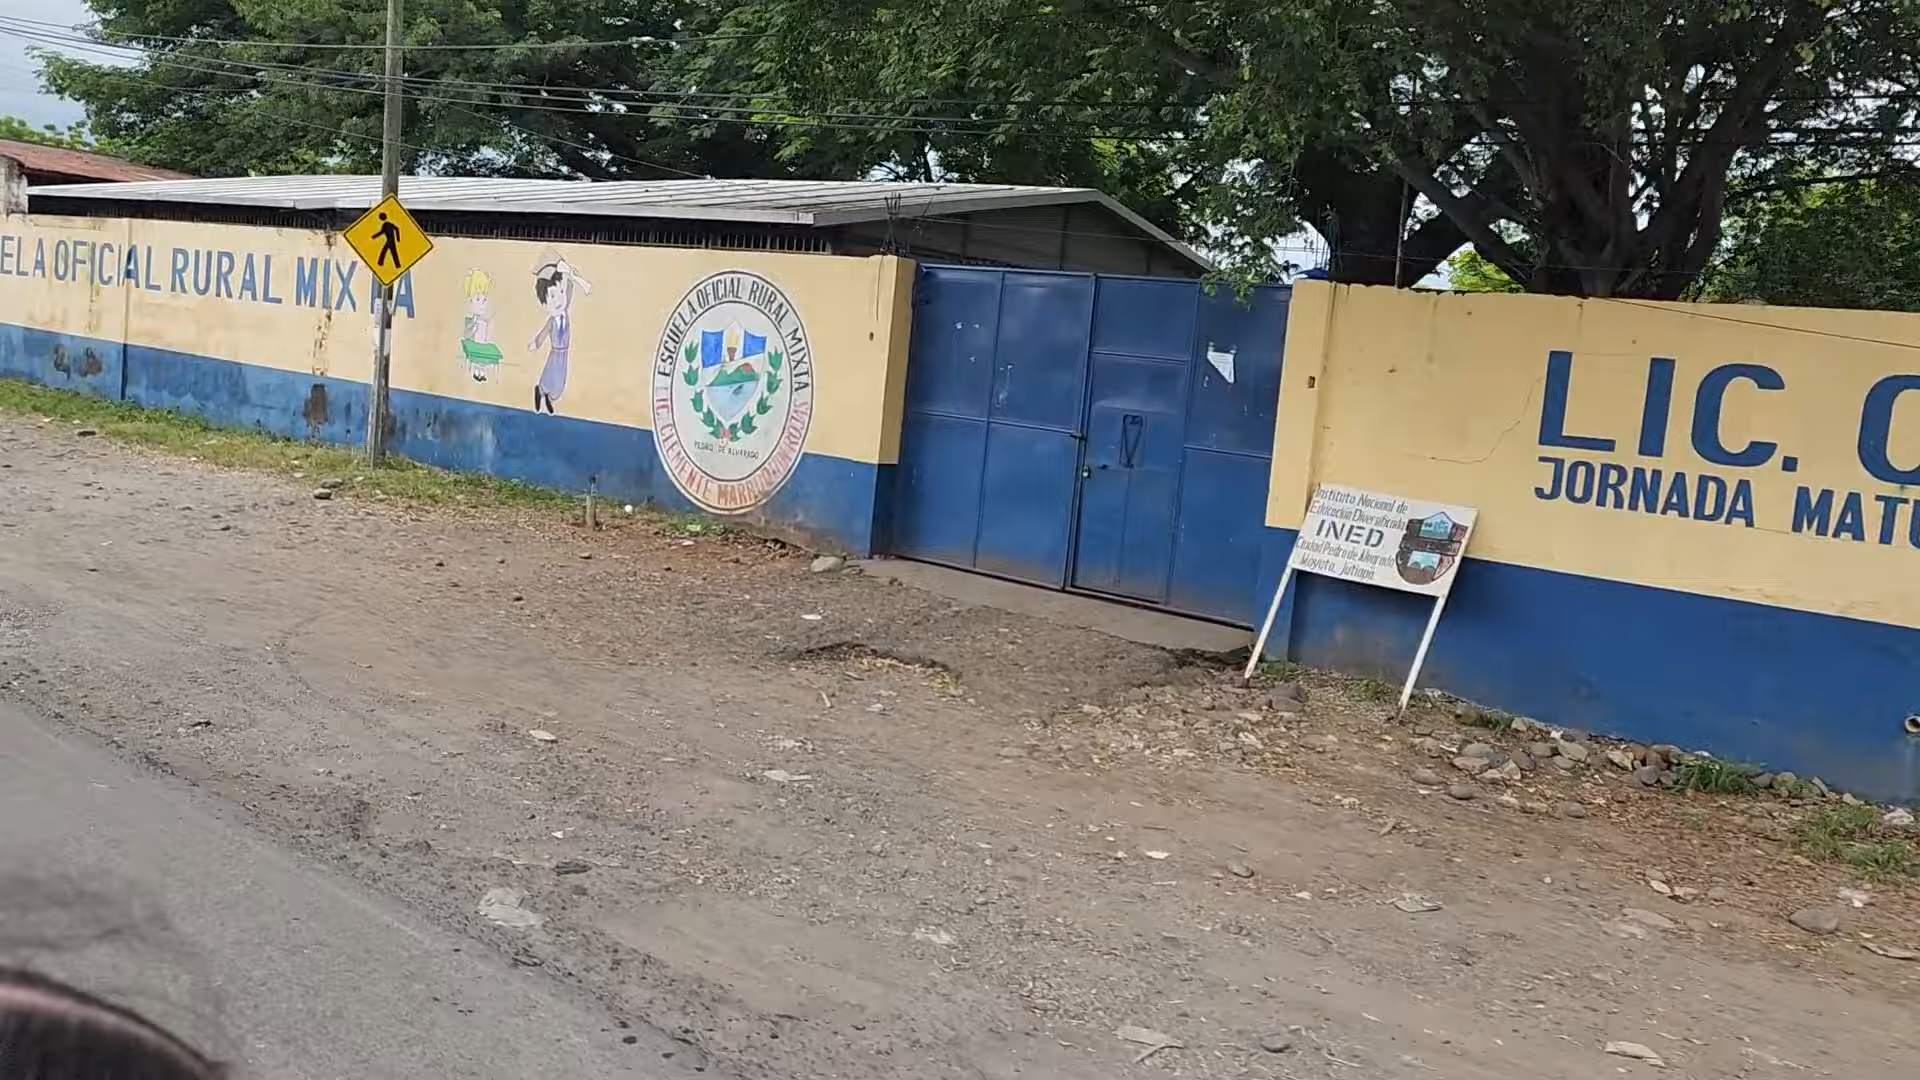 ELA OFICIAL RURAL MIXTA
ESCUELA OFICIAL RURAL MIXTA
LIC. CLEMENTE MARROQUIN ROJAS
PEDRO DE ALVARADO
LIC. C
JORNADA MATU
Instituto Nacional de
Educación Diversificada
INED
Ciudad Pedro de Alvarado
Moyuta, Jutiapa